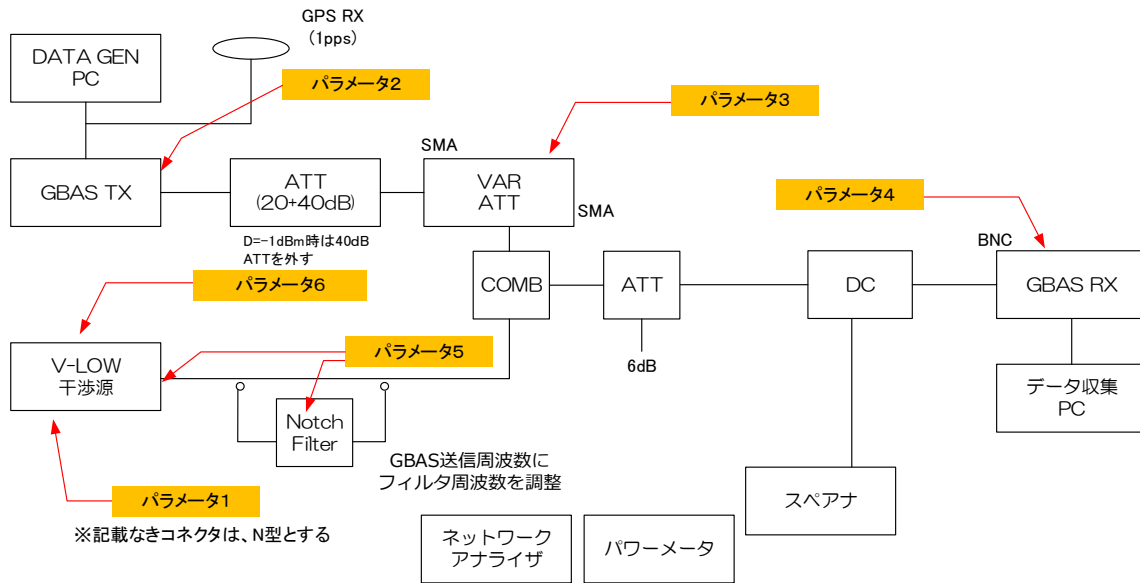 GPS RX
(1pps)
DATA GEN
PC
パラメータ2
パラメータ3
SMA
GBAS TX
ATT
(20+40dB)
VAR
ATT
SMA
パラメータ4
D=-1dBm時は40dB
ATTを外す
BNC
パラメータ6
COMB
ATT
DC
GBAS RX
V-LOW
干渉源
パラメータ5
6dB
データ収集
PC
Notch
Filter
GBAS送信周波数に
フィルタ周波数を調整
パラメータ1
※記載なきコネクタは、N型とする
スペアナ
ネットワーク
アナライザ
パワーメータ